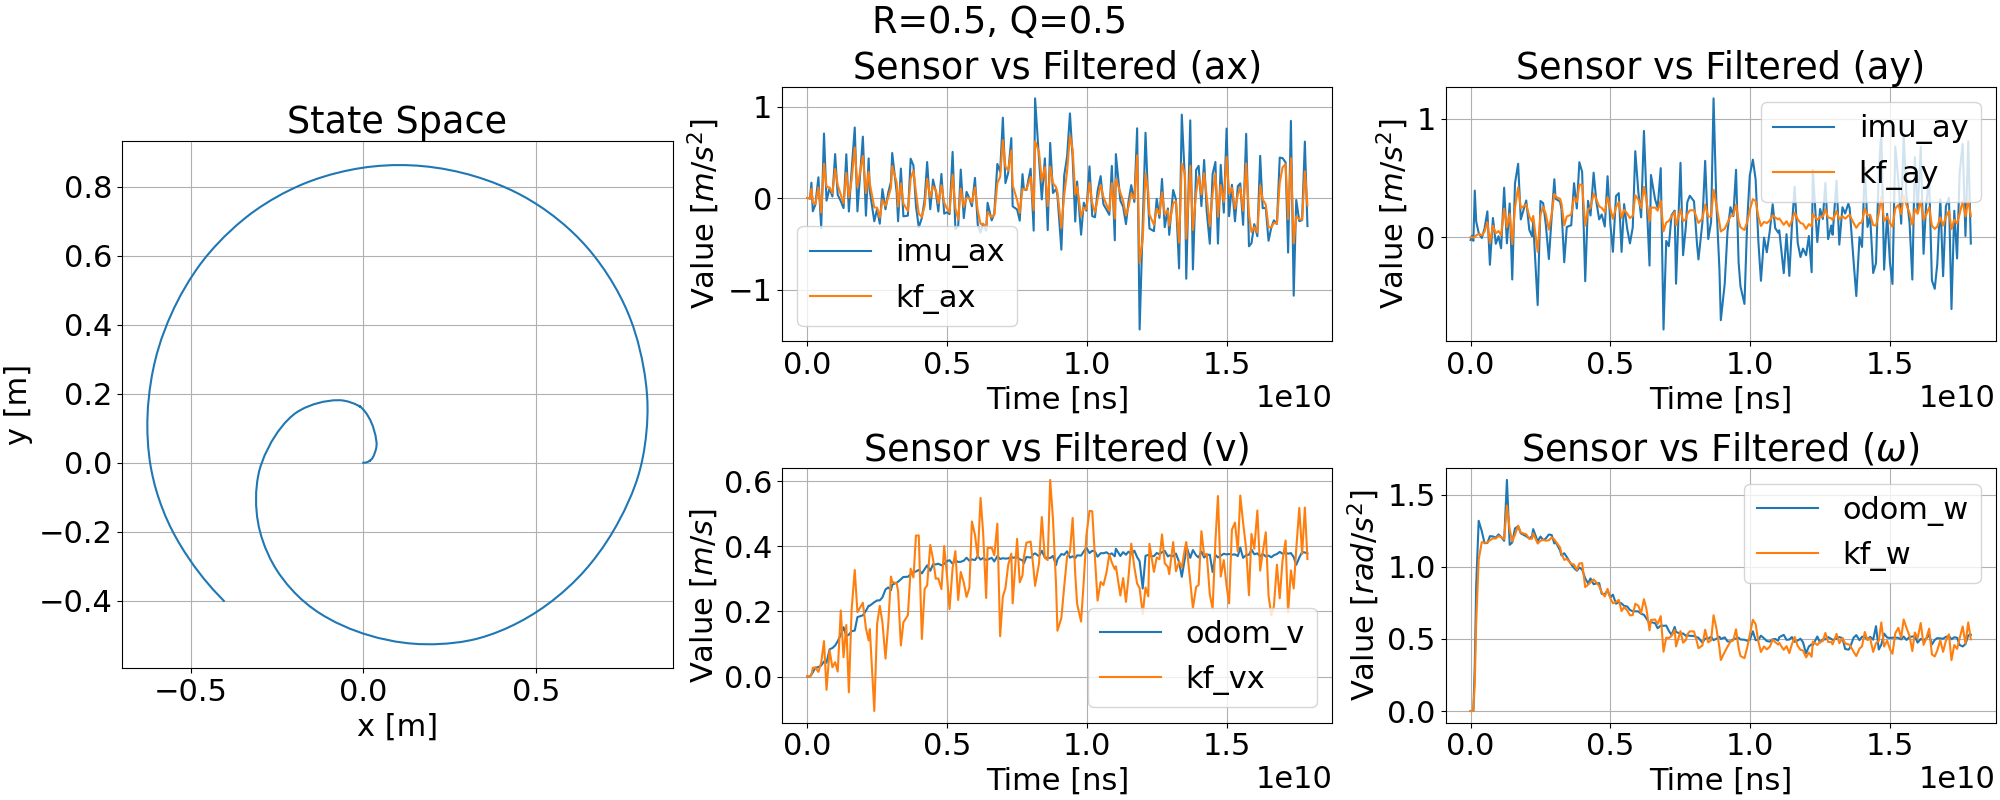 R=0.5, Q=0.5
State Space
y [m]
0.8
0.6
0.4
0.2
0.0
−0.2
−0.4
−0.5
0.0
0.5
x [m]
Sensor vs Filtered (ax)
Value [m/s²]
1
0
−1
imu_ax
kf_ax
0.0
0.5
1.0
1.5
Time [ns]
1e10
Sensor vs Filtered (ay)
Value [m/s²]
1
0
imu_ay
kf_ay
0.0
0.5
1.0
1.5
Time [ns]
1e10
Sensor vs Filtered (v)
Value [m/s]
0.6
0.4
0.2
0.0
odom_v
kf_vx
0.0
0.5
1.0
1.5
Time [ns]
1e10
Sensor vs Filtered (ω)
Value [rad/s²]
1.5
1.0
0.5
0.0
odom_w
kf_w
0.0
0.5
1.0
1.5
Time [ns]
1e10